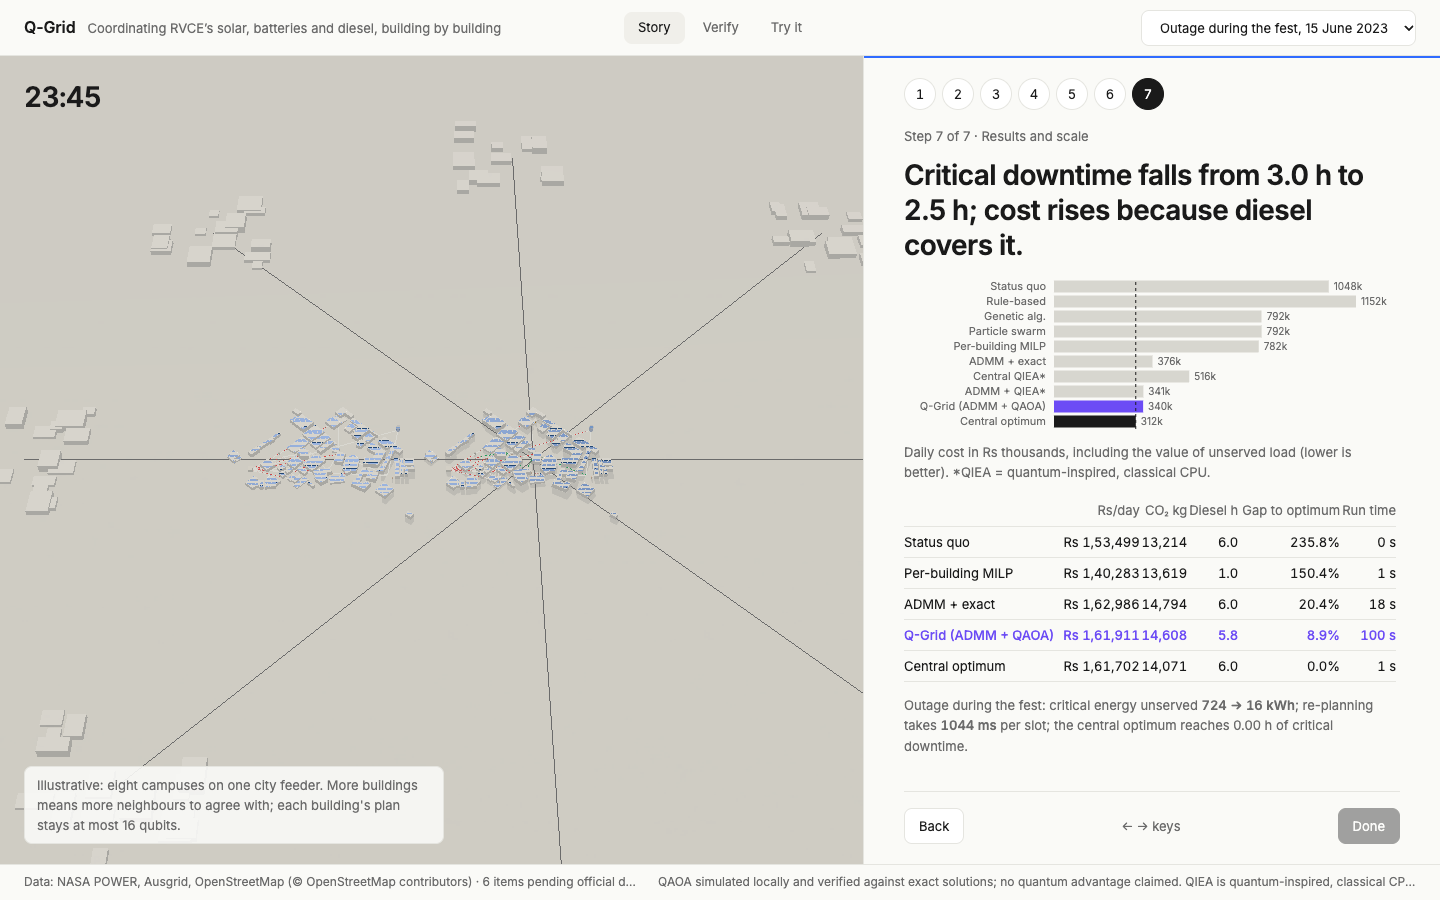 Q-Grid Coordinating RVCE's solar, batteries and diesel, building by building
Story Verify Try it
Outage during the fest, 15 June 2023
23:45
1 2 3 4 5 6 7
Step 7 of 7 · Results and scale
Critical downtime falls from 3.0 h to
2.5 h; cost rises because diesel
covers it.
Status quo 1048k
Rule-based 1152k
Genetic alg. 792k
Particle swarm 792k
Per-building MILP 782k
ADMM + exact 376k
Central QIEA* 516k
ADMM + QIEA* 341k
Q-Grid (ADMM + QAOA) 340k
Central optimum 312k
Daily cost in Rs thousands, including the value of unserved load (lower is
better). *QIEA = quantum-inspired, classical CPU.
Rs/day CO₂ kg Diesel h Gap to optimum Run time
Status quo Rs 1,53,499 13,214 6.0 235.8% 0 s
Per-building MILP Rs 1,40,283 13,619 1.0 150.4% 1 s
ADMM + exact Rs 1,62,986 14,794 6.0 20.4% 18 s
Q-Grid (ADMM + QAOA) Rs 1,61,911 14,608 5.8 8.9% 100 s
Central optimum Rs 1,61,702 14,071 6.0 0.0% 1 s
Outage during the fest: critical energy unserved 724 → 16 kWh; re-planning
takes 1044 ms per slot; the central optimum reaches 0.00 h of critical
downtime.
Illustrative: eight campuses on one city feeder. More buildings
means more neighbours to agree with; each building's plan
stays at most 16 qubits.
Back ← → keys Done
Data: NASA POWER, Ausgrid, OpenStreetMap (© OpenStreetMap contributors) · 6 items pending official d...
QAOA simulated locally and verified against exact solutions; no quantum advantage claimed. QIEA is quantum-inspired, classical CP...